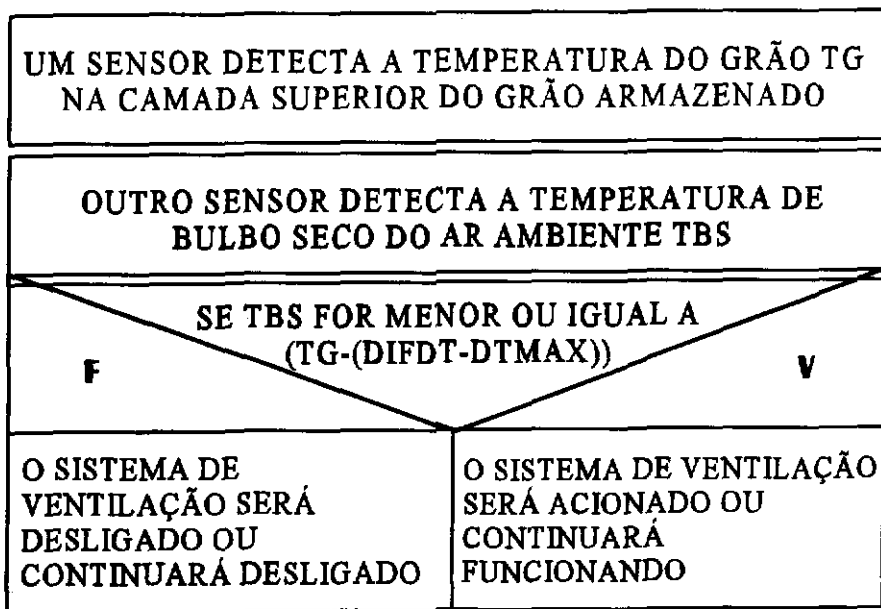 UM SENSOR DETECTA A TEMPERATURA DO GRÃO TG
NA CAMADA SUPERIOR DO GRÃO ARMAZENADO
OUTRO SENSOR DETECTA A TEMPERATURA DE
BULBO SECO DO AR AMBIENTE TBS
SE TBS FOR MENOR OU IGUAL A
(TG-(DIFDT-DTMAX))
F
V
O SISTEMA DE
VENTILAÇÃO SERÁ
DESLIGADO OU
CONTINUARÁ DESLIGADO
O SISTEMA DE VENTILAÇÃO
SERÁ ACIONADO OU
CONTINUARÁ
FUNCIONANDO